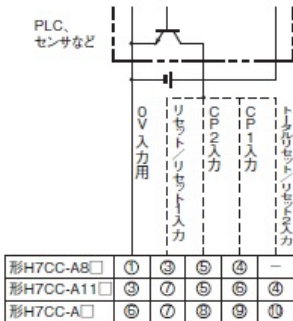 PLC、
センサなど
0V入力用
リセット/リセット1入力
CP2入力
CP1入力
トータルリセット/リセット2入力
形H7CC-A8□ ① ③ ⑤ ④ −
形H7CC-A11□ ③ ⑦ ⑤ ⑥ ④
形H7CC-A□ ⑥ ⑦ ⑧ ⑨ ⑩